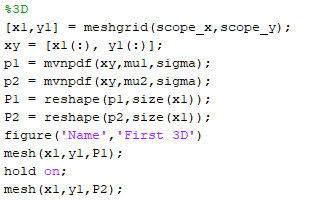 %3D
[x1,y1] = meshgrid(scope_x,scope_y);
xy = [x1(:), y1(:)];
p1 = mvnpdf(xy,mu1,sigma);
p2 = mvnpdf(xy,mu2,sigma);
P1 = reshape(p1,size(x1));
P2 = reshape(p2,size(x1));
figure('Name','First 3D')
mesh(x1,y1,P1);
hold on;
mesh(x1,y1,P2);